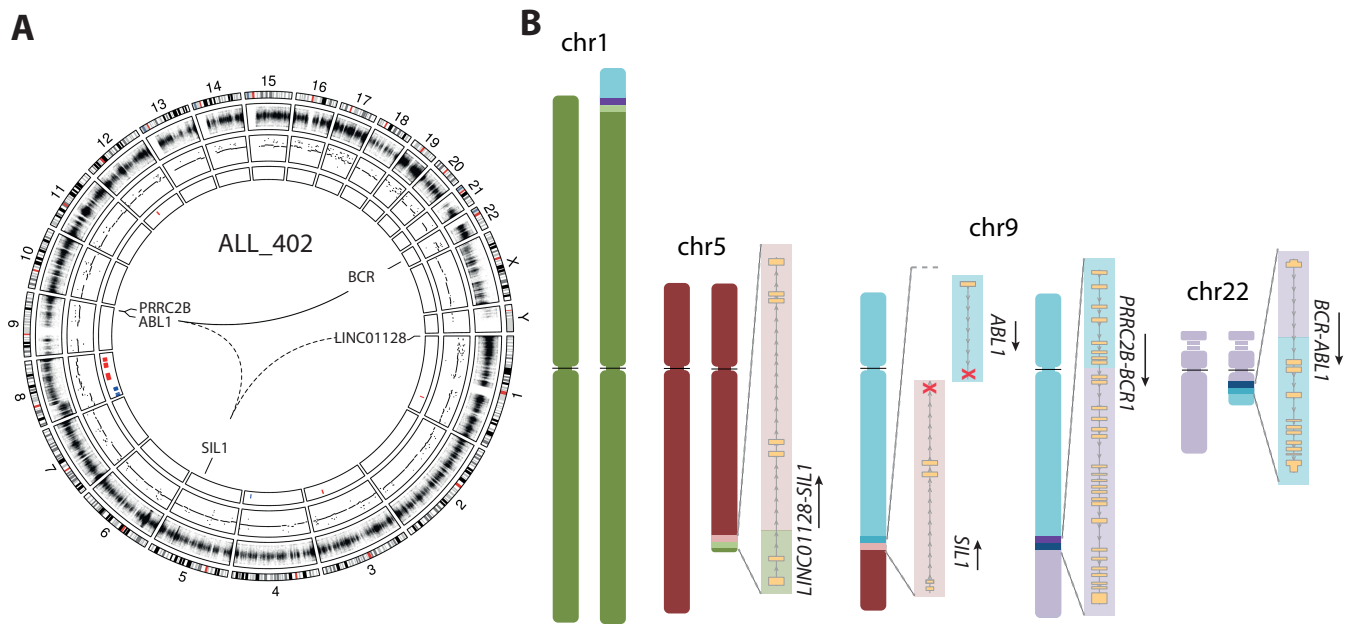 A
B
ALL_402
1
2
3
4
5
6
7
8
9
10
11
12
13
14
15
16
17
18
19
20
21
22
X
Y
BCR
PRRC2B
ABL1
LINC01128
SIL1
chr1
chr5
LINC01128-SIL1
chr9
ABL1
X
X
SIL1
PRRC2B-BCR1
chr22
BCR-ABL1